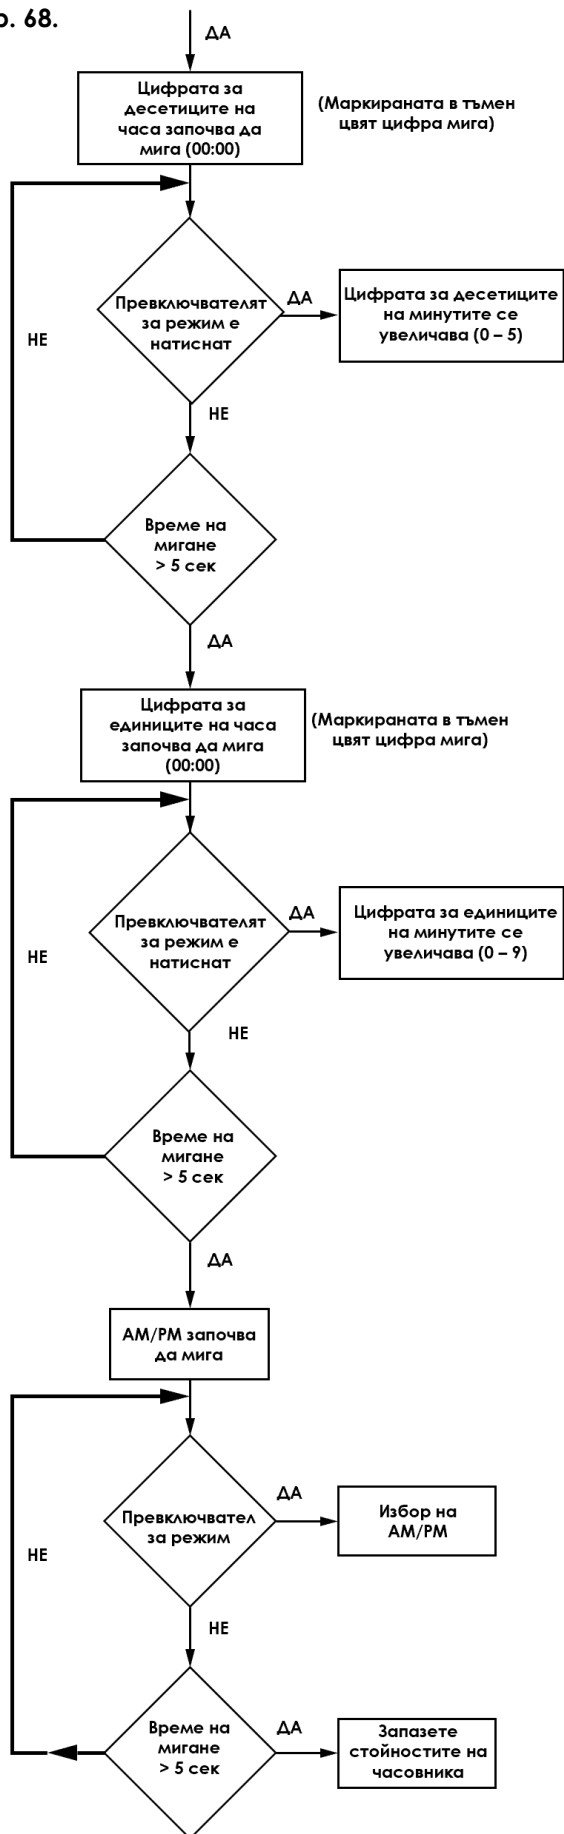 р. 68.
ДА
Цифрата за
десетиците на
часа започва да
мига (00:00)
(Маркираната в тъмен
цвят цифра мига)
Превключвателят
за режим е
натиснат
ДА
Цифрата за десетиците
на минутите се
увеличава (0 – 5)
НЕ
НЕ
Време на
мигане
> 5 сек
ДА
Цифрата за
единиците на часа
започва да мига
(00:00)
(Маркираната в тъмен
цвят цифра мига)
Превключвателят
за режим е
натиснат
ДА
Цифрата за единиците
на минутите се
увеличава (0 – 9)
НЕ
НЕ
Време на
мигане
> 5 сек
ДА
AM/PM започва
да мига
Превключвател
за режим
ДА
Избор на
AM/PM
НЕ
НЕ
Време на
мигане
> 5 сек
ДА
Запазете
стойностите на
часовника